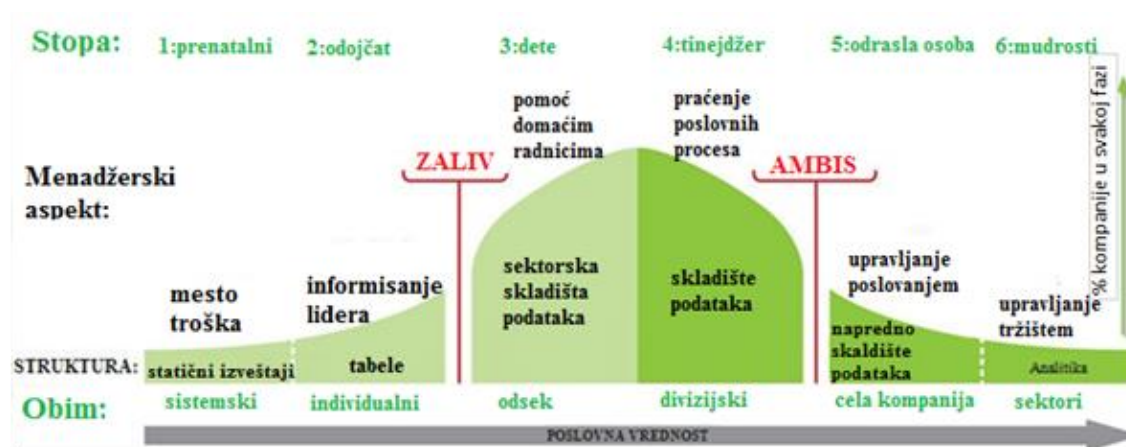 Stopa: 1:prenatalni 2:odojčat 3:dete 4:tinejdžer 5:odrasla osoba 6:mudrosti
% kompanije u svakoj fazi
pomoć
domaćim
radnicima
praćenje
poslovnih
procesa
ZALIV
AMBIS
Menadžerski
aspekt:
mesto
troška
informisanje
lidera
sektorska
skladišta
podataka
skladište
podataka
upravljanje
poslovanjem
upravljanje
tržištem
napredno
skaldište
podataka
STRUKTURA: statični izveštaji tabele Analitika
Obim: sistemski individualni odsek divizijski cela kompanija sektori
POSLOVNA VREDNOST